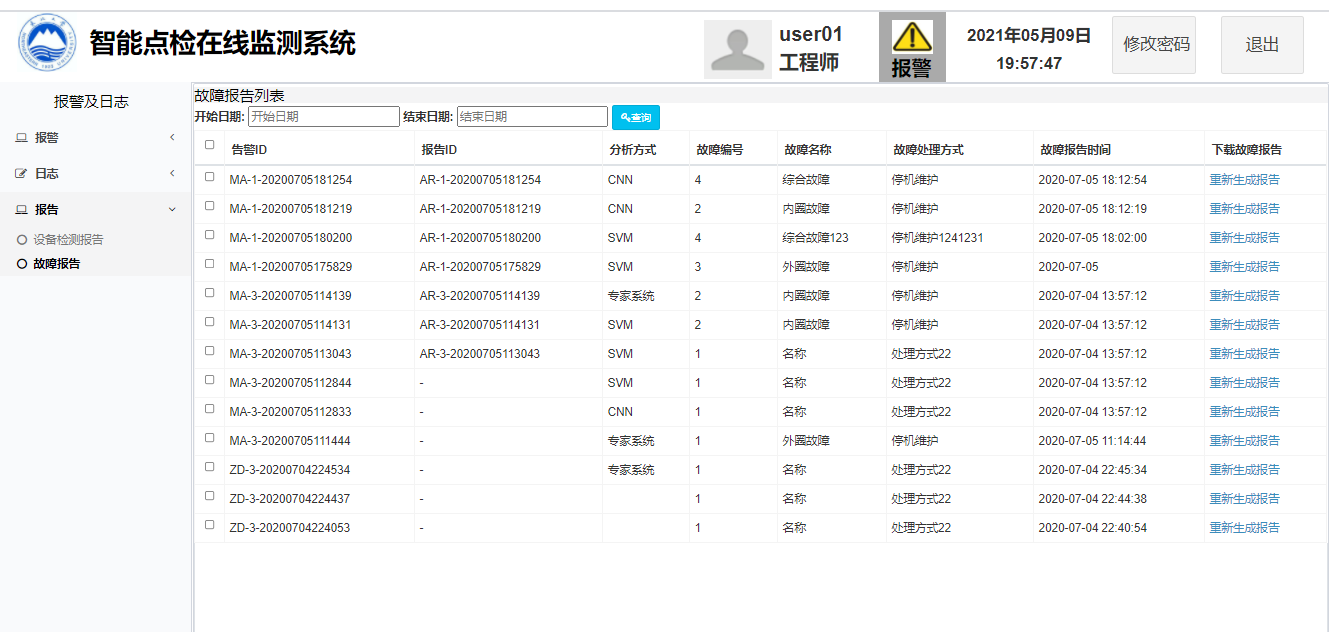 智能点检在线监测系统
user01
工程师
报警
2021年05月09日
19:57:47
修改密码
退出
报警及日志
报警
日志
报告
设备检测报告
故障报告
故障报告列表
开始日期: 开始日期 结束日期: 结束日期 查询
告警ID 报告ID 分析方式 故障编号 故障名称 故障处理方式 故障报告时间 下载故障报告
MA-1-20200705181254 AR-1-20200705181254 CNN 4 综合故障 停机维护 2020-07-05 18:12:54 重新生成报告
MA-1-20200705181219 AR-1-20200705181219 CNN 2 内圈故障 停机维护 2020-07-05 18:12:19 重新生成报告
MA-1-20200705180200 AR-1-20200705180200 SVM 4 综合故障123 停机维护1241231 2020-07-05 18:02:00 重新生成报告
MA-1-20200705175829 AR-1-20200705175829 SVM 3 外圈故障 停机维护 2020-07-05 重新生成报告
MA-3-20200705114139 AR-3-20200705114139 专家系统 2 内圈故障 停机维护 2020-07-04 13:57:12 重新生成报告
MA-3-20200705114131 AR-3-20200705114131 SVM 2 内圈故障 停机维护 2020-07-04 13:57:12 重新生成报告
MA-3-20200705113043 AR-3-20200705113043 SVM 1 名称 处理方式22 2020-07-04 13:57:12 重新生成报告
MA-3-20200705112844 - SVM 1 名称 处理方式22 2020-07-04 13:57:12 重新生成报告
MA-3-20200705112833 - CNN 1 名称 处理方式22 2020-07-04 13:57:12 重新生成报告
MA-3-20200705111444 - 专家系统 1 外圈故障 停机维护 2020-07-05 11:14:44 重新生成报告
ZD-3-20200704224534 - 专家系统 1 名称 处理方式22 2020-07-04 22:45:34 重新生成报告
ZD-3-20200704224437 - 1 名称 处理方式22 2020-07-04 22:44:38 重新生成报告
ZD-3-20200704224053 - 1 名称 处理方式22 2020-07-04 22:40:54 重新生成报告